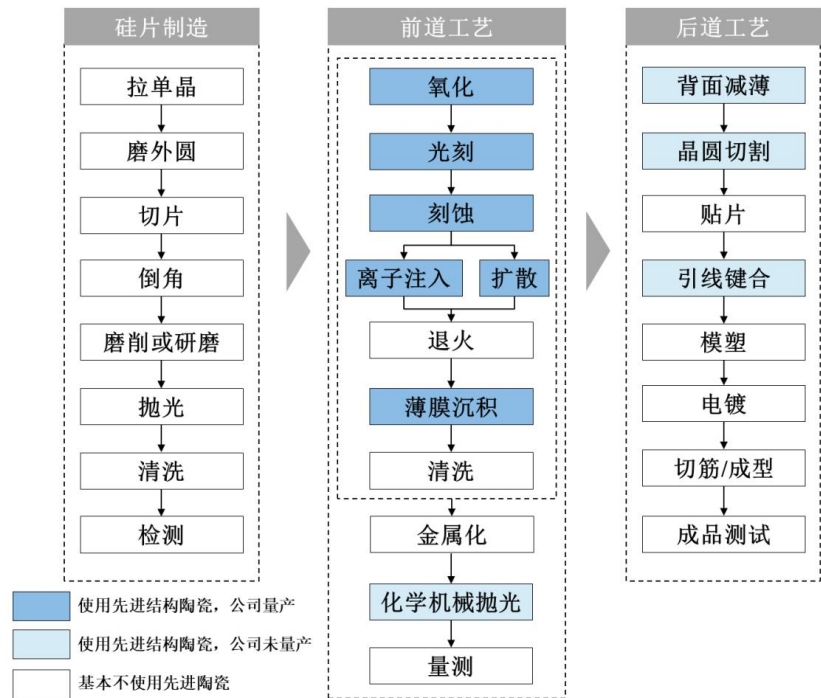 硅片制造
拉单晶
磨外圆
切片
倒角
磨削或研磨
抛光
清洗
检测
前道工艺
氧化
光刻
刻蚀
离子注入
扩散
退火
薄膜沉积
清洗
金属化
化学机械抛光
量测
后道工艺
背面减薄
晶圆切割
贴片
引线键合
模塑
电镀
切筋/成型
成品测试
使用先进结构陶瓷，公司量产
使用先进结构陶瓷，公司未量产
基本不使用先进陶瓷